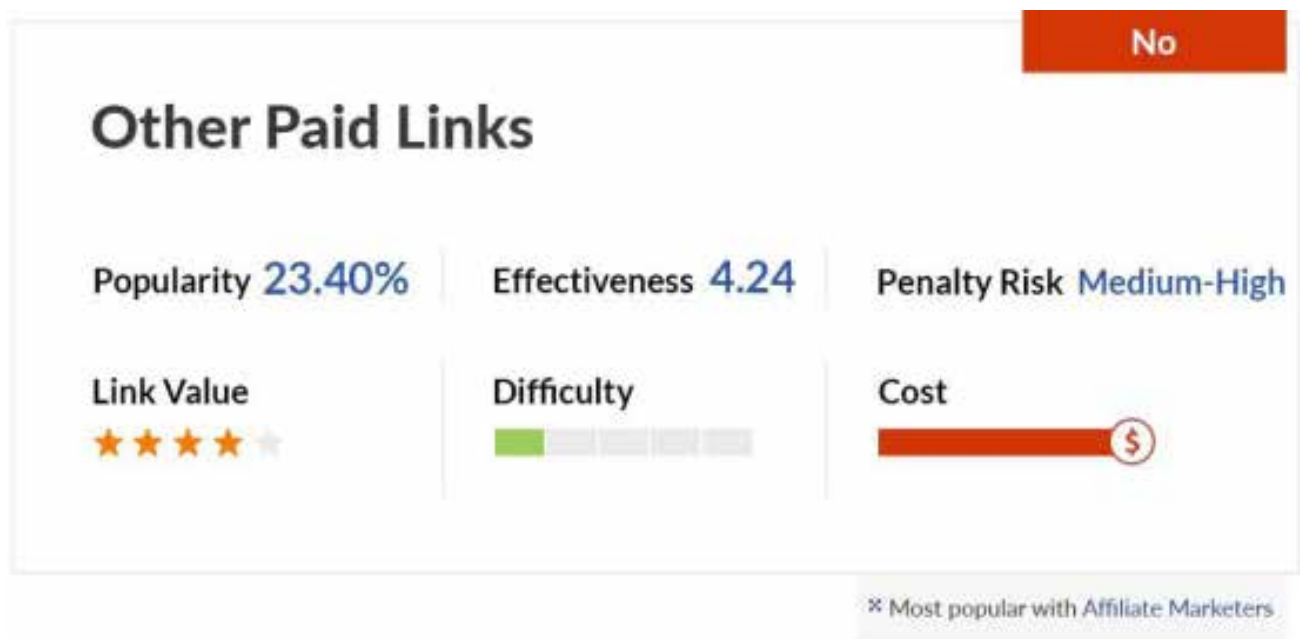 No
Other Paid Links
Popularity 23.40%
Effectiveness 4.24
Penalty Risk Medium-High
Link Value
Difficulty
Cost
$
* Most popular with Affiliate Marketers